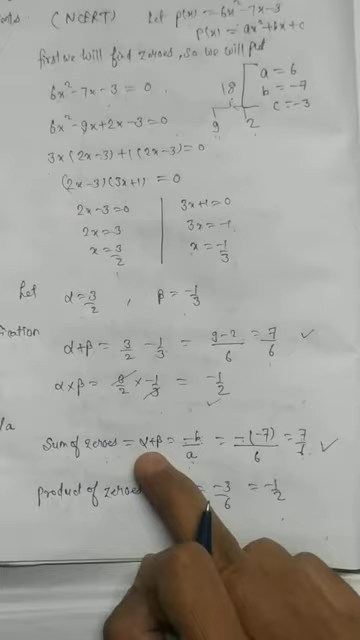 (NCERT) Let p(x) = 6x² - 7x - 3
p(x) = ax² + bx + c
first we will find zeroes, so we will put
6x² - 7x - 3 = 0
a = 6
b = -7
c = -3
18
9 2
6x² - 9x + 2x - 3 = 0
3x(2x-3) + 1(2x-3) = 0
(2x-3)(3x+1) = 0
2x - 3 = 0 3x + 1 = 0
2x = 3 3x = -1
x = 3/2 x = -1/3
Let α = 3/2 , β = -1/3
α+β = 3/2 - 1/3 = 9-2/6 = 7/6 ✓
α×β = 3/2 × -1/3 = -1/2 ✓
Sum of zeroes = α+β = -b/a = -(-7)/6 = 7/6 ✓
product of zeroes = -3/6 = -1/2